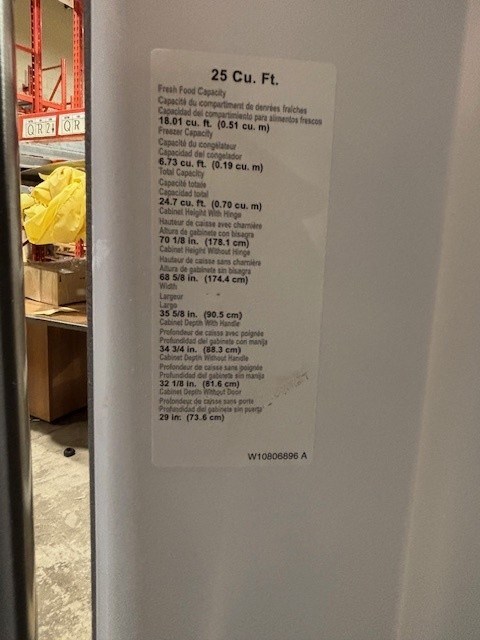 QR2
QR
25 Cu. Ft.
Fresh Food Capacity
Capacité du compartiment de denrées fraîches
Capacidad del compartimiento para alimentos frescos
18.01 cu. ft. (0.51 cu. m)
Freezer Capacity
Capacité du congélateur
Capacidad del congelador
6.73 cu. ft. (0.19 cu. m)
Total Capacity
Capacité totale
Capacidad total
24.7 cu. ft. (0.70 cu. m)
Cabinet Height With Hinge
Hauteur de caisse avec charnière
Altura de gabinete con bisagra
70 1/8 in. (178.1 cm)
Cabinet Height Without Hinge
Hauteur de caisse sans charnière
Altura de gabinete sin bisagra
68 5/8 in. (174.4 cm)
Width
Largeur
Largo
35 5/8 in. (90.5 cm)
Cabinet Depth With Handle
Profondeur de caisse avec poignée
Profundidad del gabinete con manija
34 3/4 in. (88.3 cm)
Cabinet Depth Without Handle
Profondeur de caisse sans poignée
Profundidad del gabinete sin manija
32 1/8 in. (81.6 cm)
Cabinet Depth Without Door
Profondeur de caisse sans porte
Profundidad del gabinete sin puerta
29 in. (73.6 cm)
W10806896 A